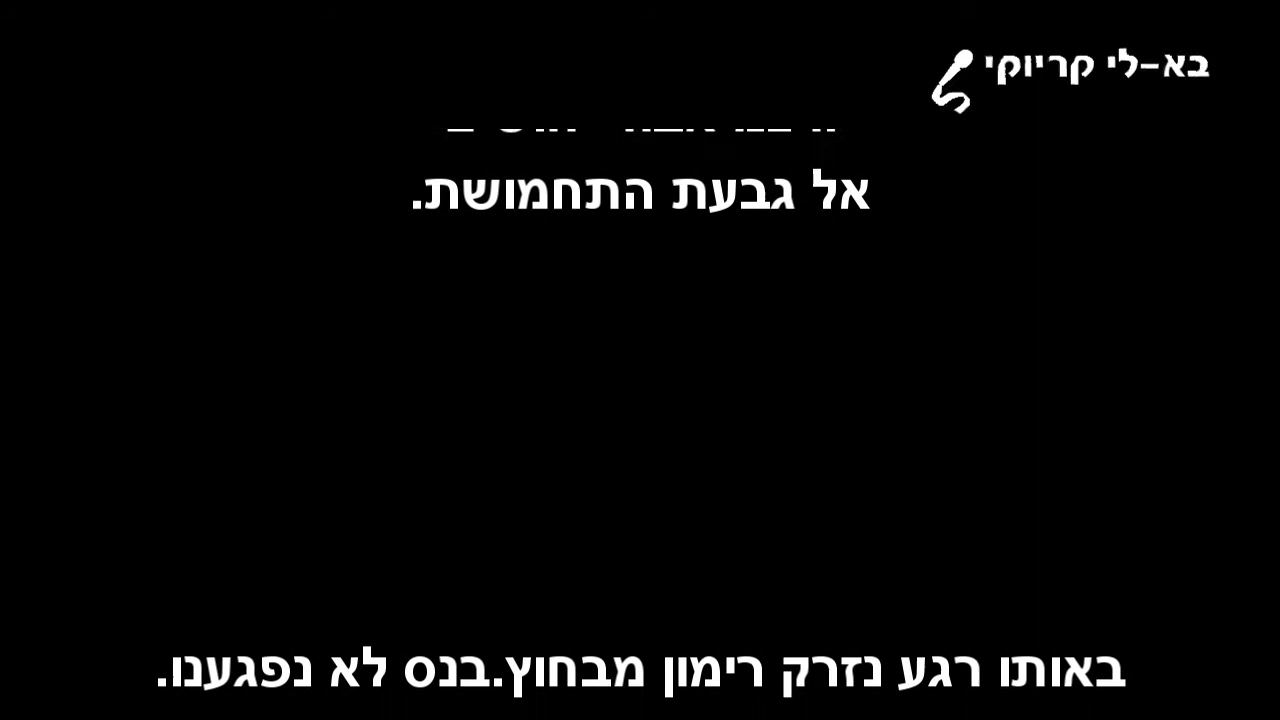 בא-לי קריוקי
אל גבעת התחמושת.
באותו רגע נזרק רימון מבחוץ.בנס לא נפגענו.